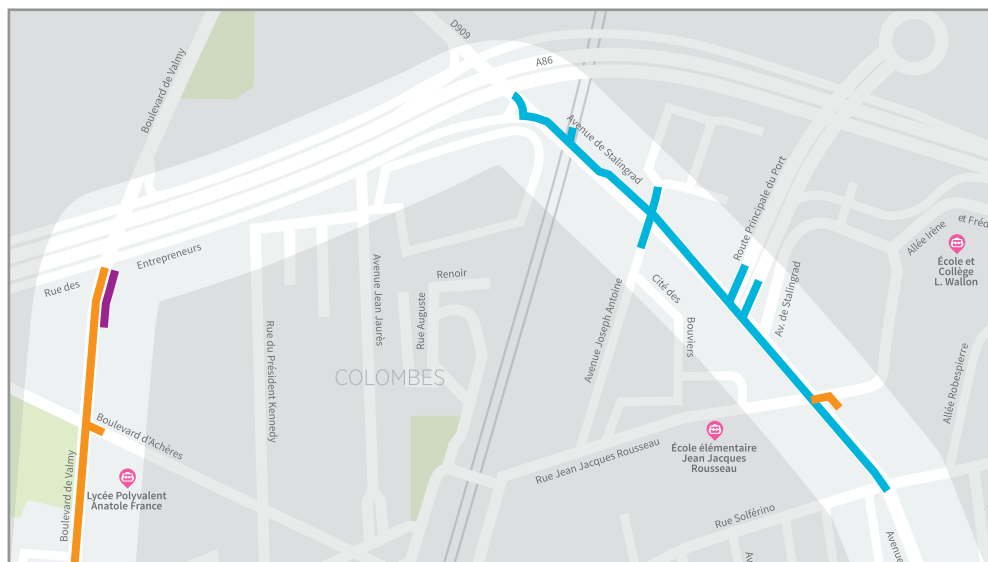 D909
A86
Boulevard de Valmy
Avenue de Stalingrad
Route Principale du Port
Allée Irène
et Fréd
École et
Collège
L. Wallon
Rue des
Entrepreneurs
Avenue Jean Jaurès
Renoir
Rue Auguste
Cité des
Bouviers
Av. de Stalingrad
Avenue Joseph Antoine
Rue du Président Kennedy
COLOMBES
Allée Robespierre
Boulevard d'Achères
Boulevard de Valmy
Lycée Polyvalent
Anatole France
Rue Jean Jacques Rousseau
École élémentaire
Jean Jacques
Rousseau
Rue Solférino
Av
Avenue